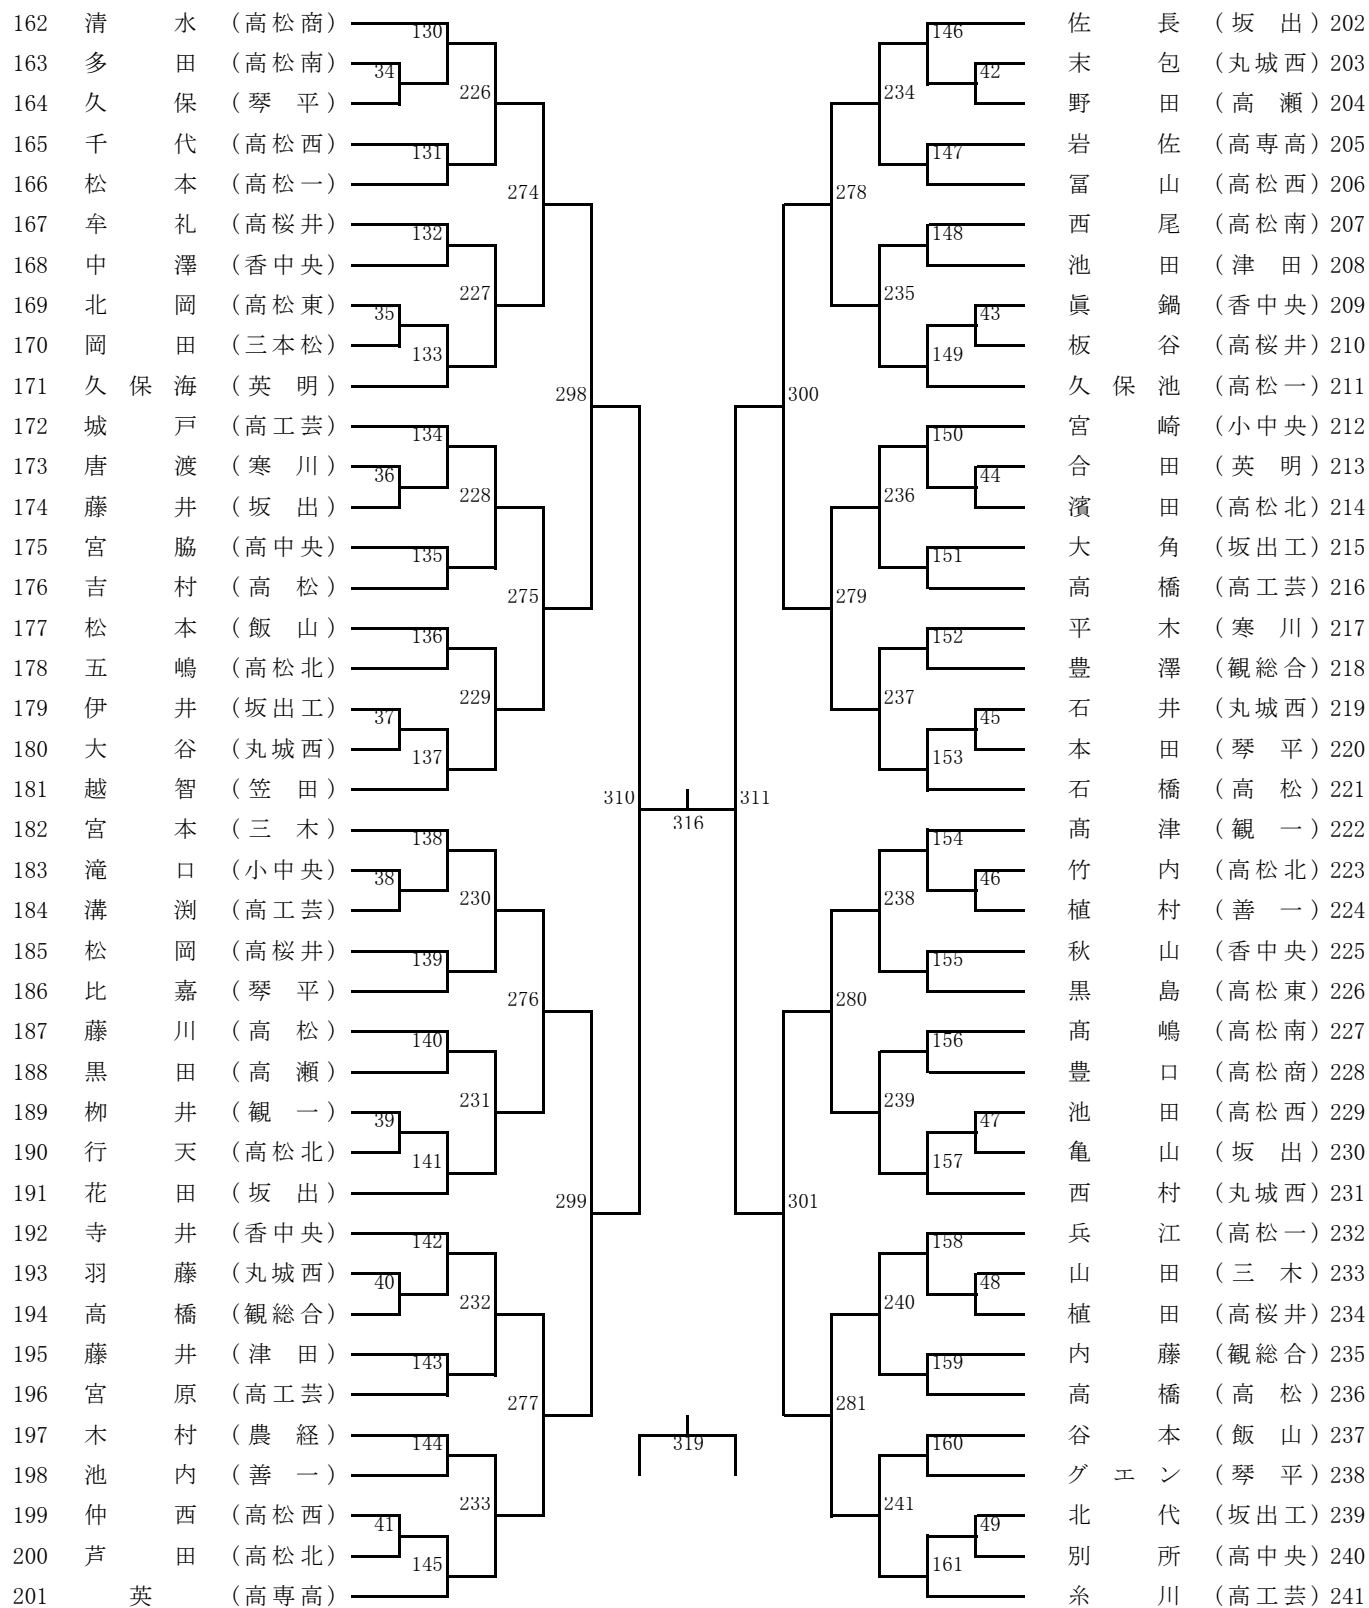 162 清水 (高松商) 130 146 佐長 (坂出) 202
163 多田 (高松南) 34 42 末包 (丸城西) 203
164 久保 (琴平) 226 234 野田 (高瀬) 204
165 千代 (高松西) 131 147 岩佐 (高専高) 205
166 松本 (高松一) 274 278 冨山 (高松西) 206
167 牟礼 (高桜井) 132 148 西尾 (高松南) 207
168 中澤 (香中央) 227 235 池田 (津田) 208
169 北岡 (高松東) 35 43 眞鍋 (香中央) 209
170 岡田 (三本松) 133 149 板谷 (高桜井) 210
171 久保海 (英明) 298 300 久保池 (高松一) 211
172 城戸 (高工芸) 134 150 宮崎 (小中央) 212
173 唐渡 (寒川) 36 44 合田 (英明) 213
174 藤井 (坂出) 228 236 濱田 (高松北) 214
175 宮脇 (高中央) 135 151 大角 (坂出工) 215
176 吉村 (高松) 275 279 高橋 (高工芸) 216
177 松本 (飯山) 136 152 平木 (寒川) 217
178 五嶋 (高松北) 229 237 豊澤 (観総合) 218
179 伊井 (坂出工) 37 45 石井 (丸城西) 219
180 大谷 (丸城西) 137 153 本田 (琴平) 220
181 越智 (笠田) 310 311 石橋 (高松) 221
316
182 宮本 (三木) 138 154 髙津 (観一) 222
183 滝口 (小中央) 38 46 竹内 (高松北) 223
184 溝渕 (高工芸) 230 238 植村 (善一) 224
185 松岡 (高桜井) 139 155 秋山 (香中央) 225
186 比嘉 (琴平) 276 280 黒島 (高松東) 226
187 藤川 (高松) 140 156 髙嶋 (高松南) 227
188 黒田 (高瀬) 231 239 豊口 (高松商) 228
189 栁井 (観一) 39 47 池田 (高松西) 229
190 行天 (高松北) 141 157 亀山 (坂出) 230
191 花田 (坂出) 299 301 西村 (丸城西) 231
192 寺井 (香中央) 142 158 兵江 (高松一) 232
193 羽藤 (丸城西) 40 48 山田 (三木) 233
194 高橋 (観総合) 232 240 植田 (高桜井) 234
195 藤井 (津田) 143 159 内藤 (観総合) 235
196 宮原 (高工芸) 277 281 高橋 (高松) 236
197 木村 (農経) 144 319 160 谷本 (飯山) 237
198 池内 (善一) 233 241 グエン (琴平) 238
199 仲西 (高松西) 41 49 北代 (坂出工) 239
200 芦田 (高松北) 145 161 別所 (高中央) 240
201 英 (高専高) 糸川 (高工芸) 241